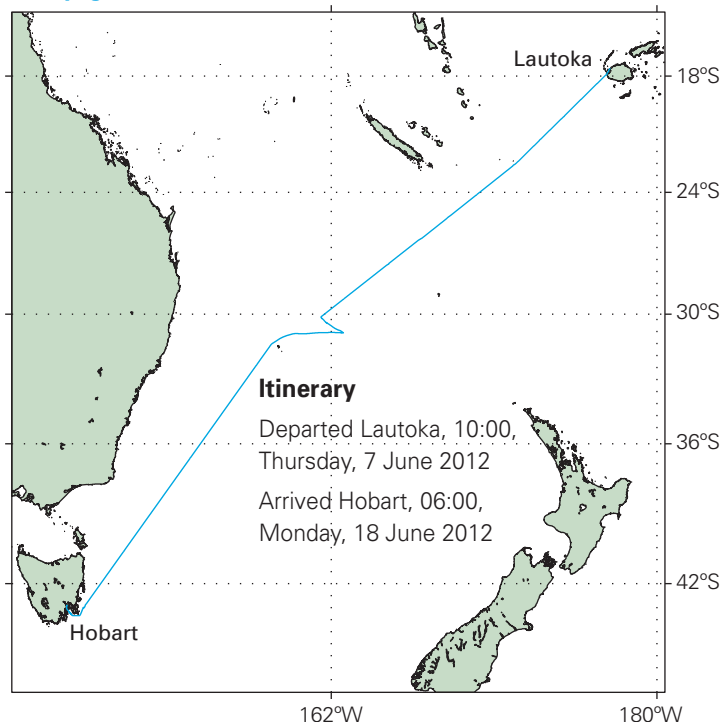 Lautoka
18ºS
24ºS
30ºS
Itinerary
Departed Lautoka, 10:00,
Thursday, 7 June 2012
36ºS
Arrived Hobart, 06:00,
Monday, 18 June 2012
42ºS
Hobart
162ºW
180ºW